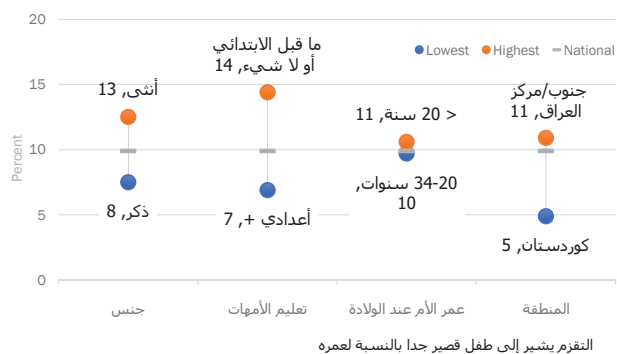 20
15
10
5
0
Percent
Lowest
Highest
National
أنثى, 13
ذكر, 8
ما قبل الابتدائي
أو لا شيء, 14
أعدادي +, 7
< 20 سنة, 11
20-34 سنوات,
10
جنوب/مركز
العراق, 11
كوردستان, 5
جنس
تعليم الأمهات
عمر الأم عند الولادة
المنطقة
التقزم يشير إلى طفل قصير جدا بالنسبة لعمره